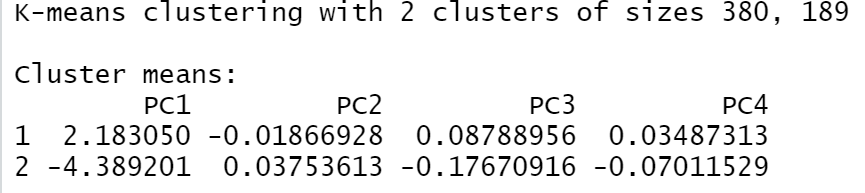 K-means clustering with 2 clusters of sizes 380, 189
Cluster means:
PC1 PC2 PC3 PC4
1 2.183050 -0.01866928 0.08788956 0.03487313
2 -4.389201 0.03753613 -0.17670916 -0.07011529